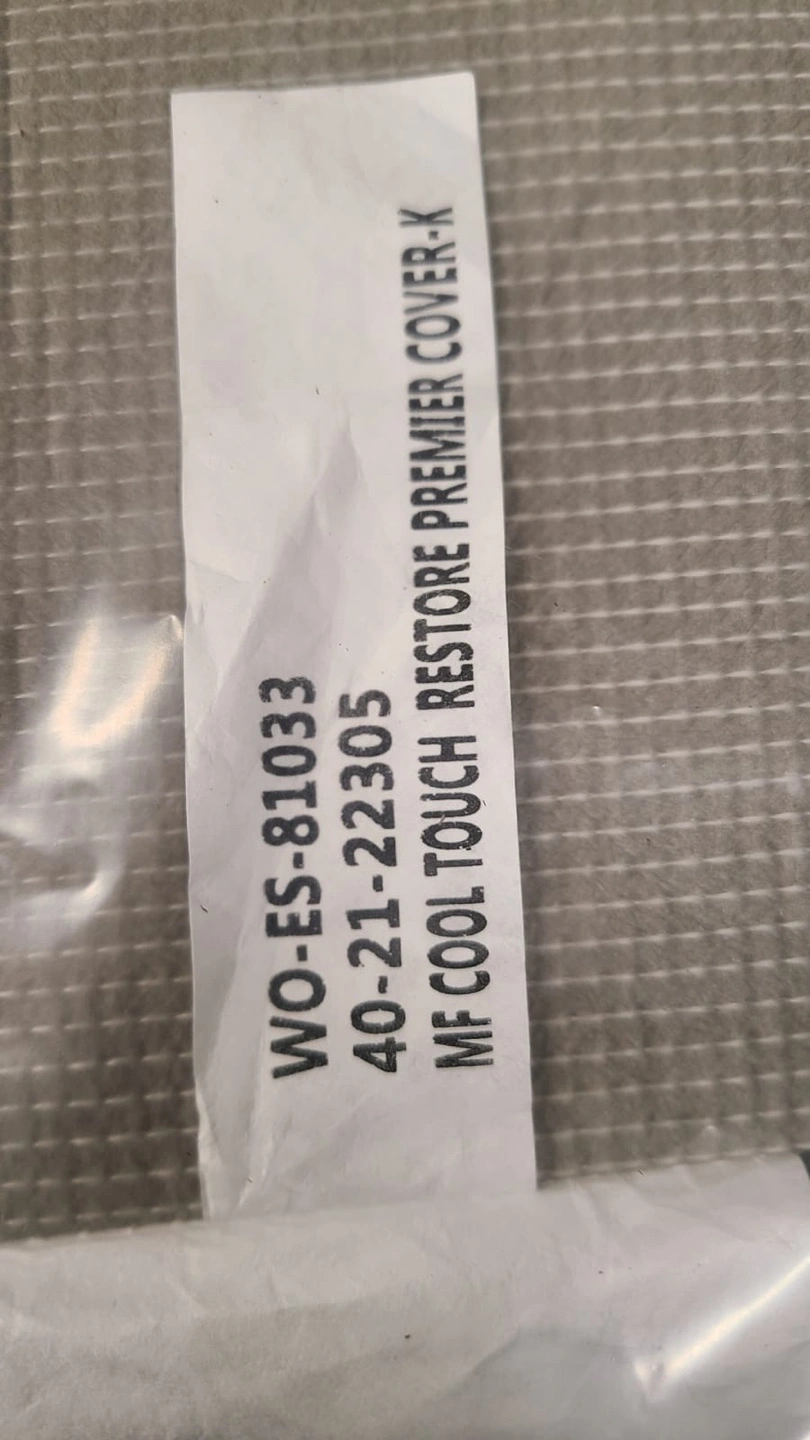 WO-ES-81033
40-21-22305
MF COOL TOUCH RESTORE PREMIER COVER-K